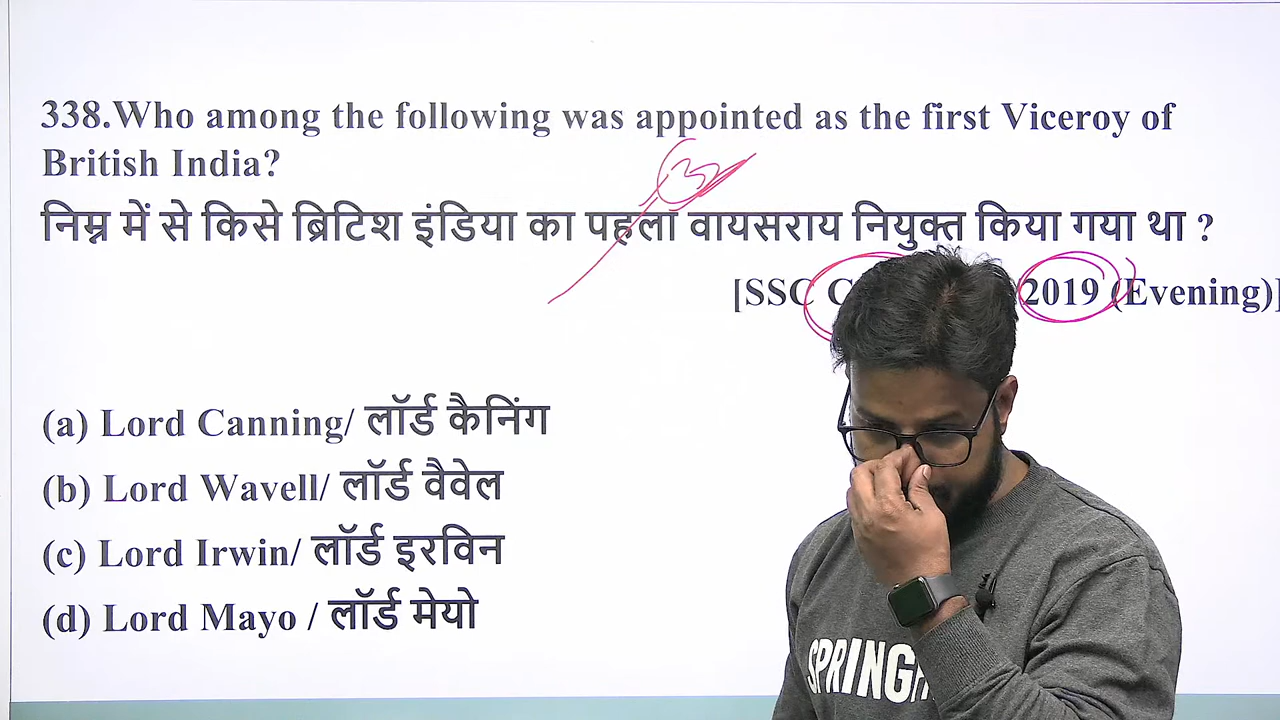 338.Who among the following was appointed as the first Viceroy of
British India?
निम्न में से किसे ब्रिटिश इंडिया का पहला वायसराय नियुक्त किया गया था ?
[SSC 2019 (Evening)]
(a) Lord Canning/ लॉर्ड कैनिंग
(b) Lord Wavell/ लॉर्ड वैवेल
(c) Lord Irwin/ लॉर्ड इरविन
(d) Lord Mayo / लॉर्ड मेयो